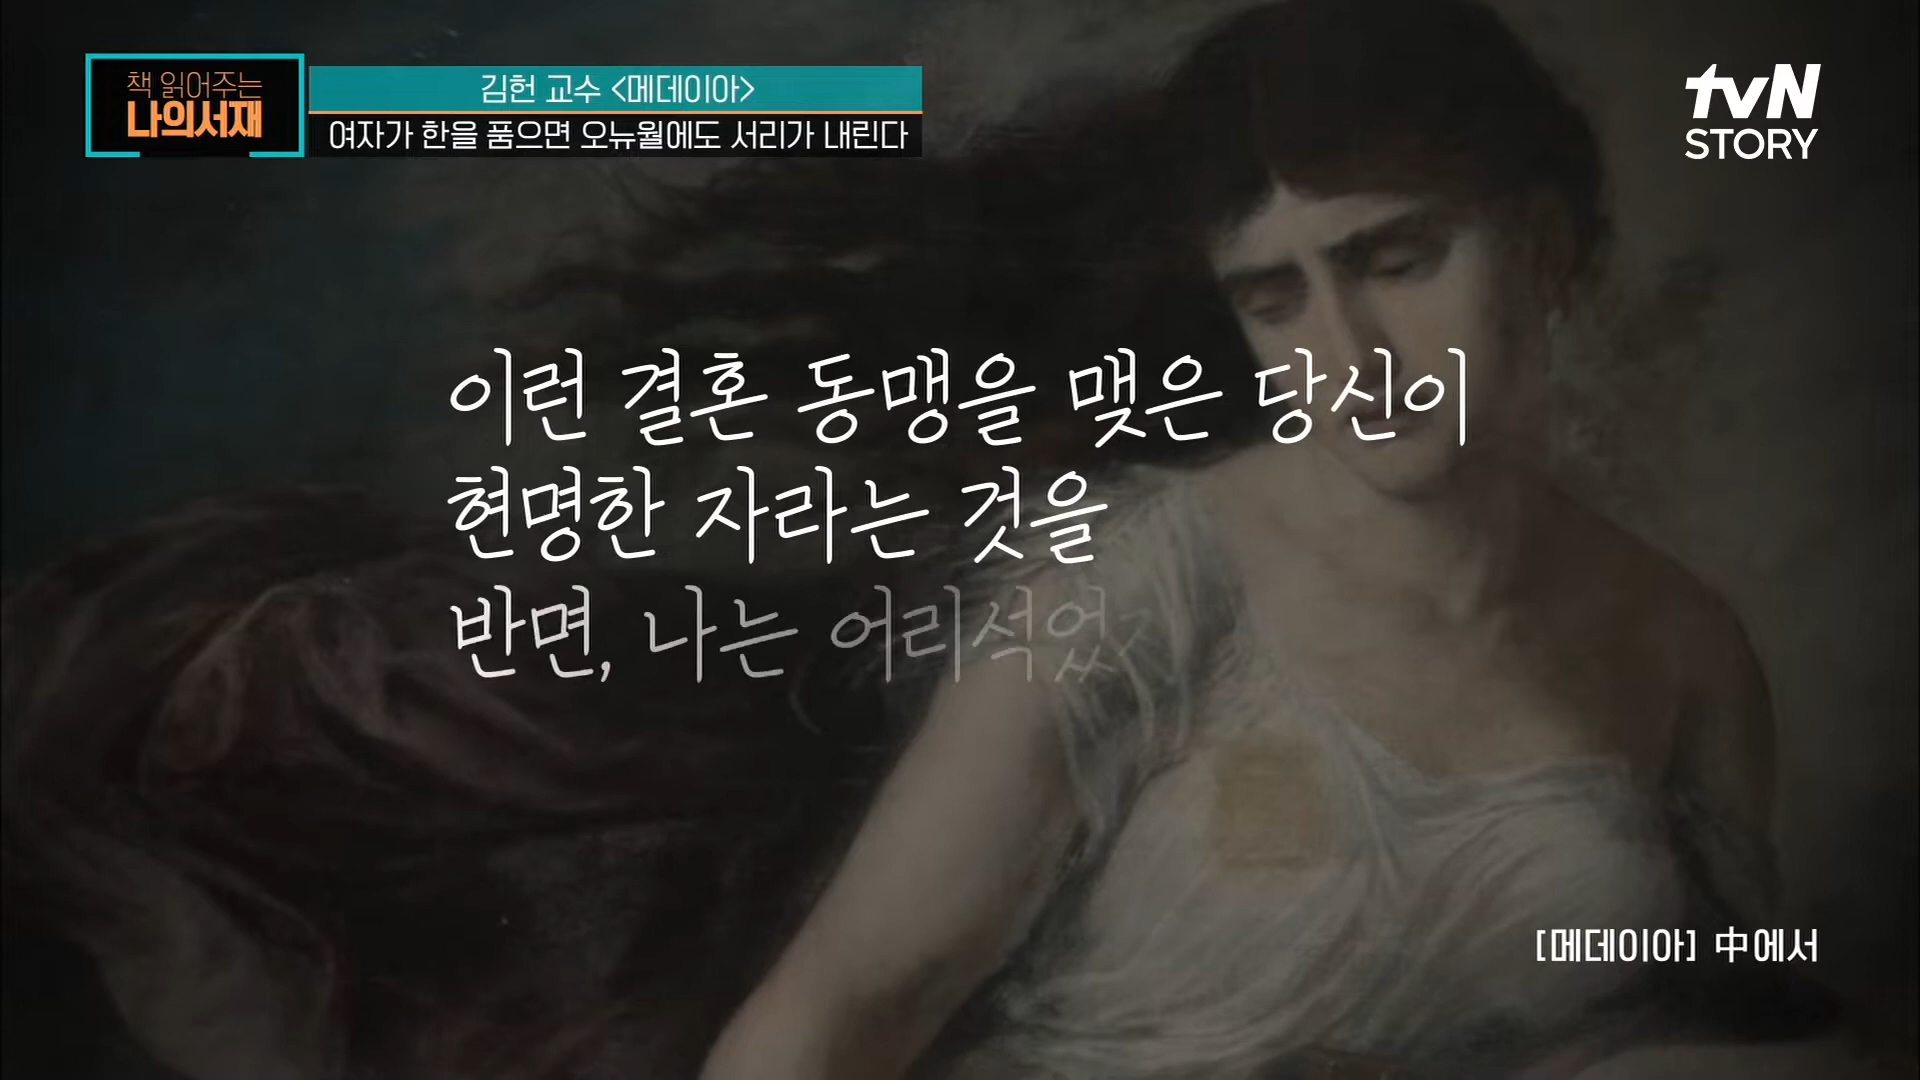 책 읽어주는
나의서재
김헌 교수 <메데이아>
여자가 한을 품으면 오뉴월에도 서리가 내린다
tvN
STORY
이런 결혼 동맹을 맺은 당신이
현명한 자라는 것을
반면, 나는 어리석었
[메데이아] 中에서